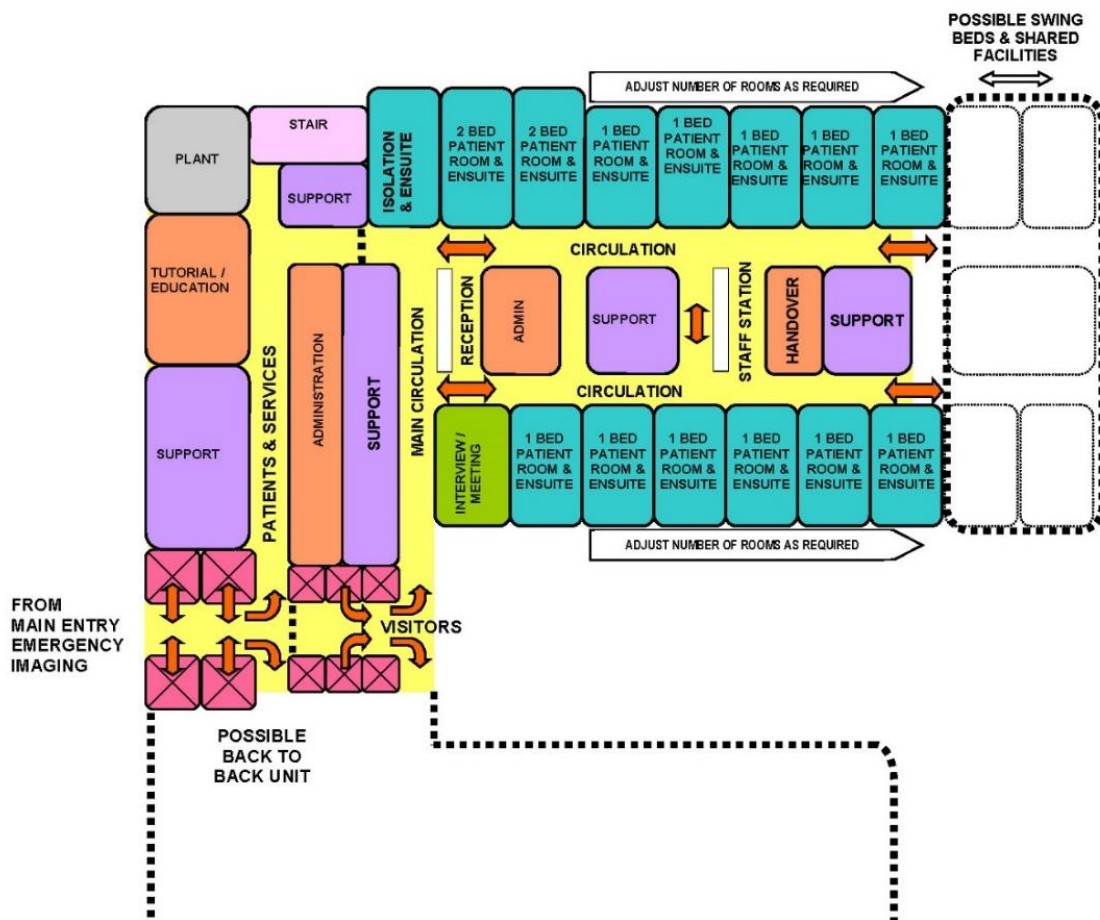 POSSIBLE SWING
BEDS & SHARED
FACILITIES
ADJUST NUMBER OF ROOMS AS REQUIRED
PLANT
STAIR
SUPPORT
ISOLATION
& ENSUITE
2 BED
PATIENT
ROOM &
ENSUITE
2 BED
PATIENT
ROOM &
ENSUITE
1 BED
PATIENT
ROOM &
ENSUITE
1 BED
PATIENT
ROOM &
ENSUITE
1 BED
PATIENT
ROOM &
ENSUITE
1 BED
PATIENT
ROOM &
ENSUITE
1 BED
PATIENT
ROOM &
ENSUITE
CIRCULATION
TUTORIAL /
EDUCATION
SUPPORT
PATIENTS & SERVICES
ADMINISTRATION
SUPPORT
MAIN CIRCULATION
RECEPTION
ADMIN
SUPPORT
STAFF STATION
HANDOVER
SUPPORT
CIRCULATION
INTERVIEW /
MEETING
1 BED
PATIENT
ROOM &
ENSUITE
1 BED
PATIENT
ROOM &
ENSUITE
1 BED
PATIENT
ROOM &
ENSUITE
1 BED
PATIENT
ROOM &
ENSUITE
1 BED
PATIENT
ROOM &
ENSUITE
1 BED
PATIENT
ROOM &
ENSUITE
ADJUST NUMBER OF ROOMS AS REQUIRED
FROM
MAIN ENTRY
EMERGENCY
IMAGING
VISITORS
POSSIBLE
BACK TO
BACK UNIT